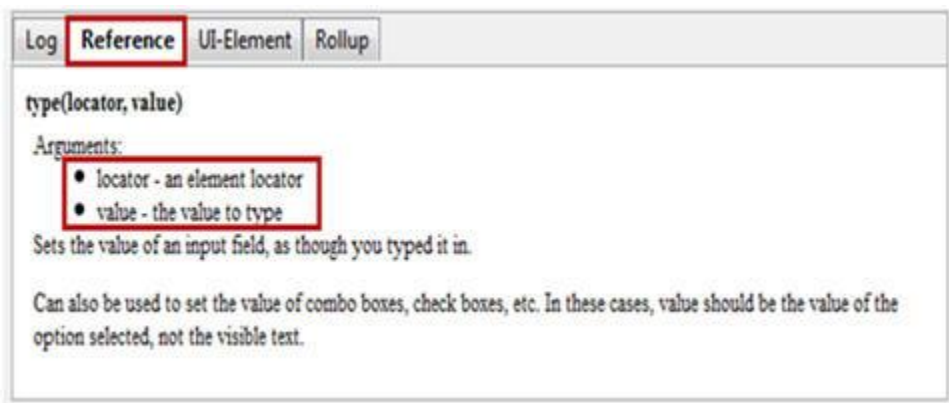 Log Reference UI-Element Rollup
type(locator, value)
Arguments:
• locator - an element locator
• value - the value to type
Sets the value of an input field, as though you typed it in.
Can also be used to set the value of combo boxes, check boxes, etc. In these cases, value should be the value of the
option selected, not the visible text.